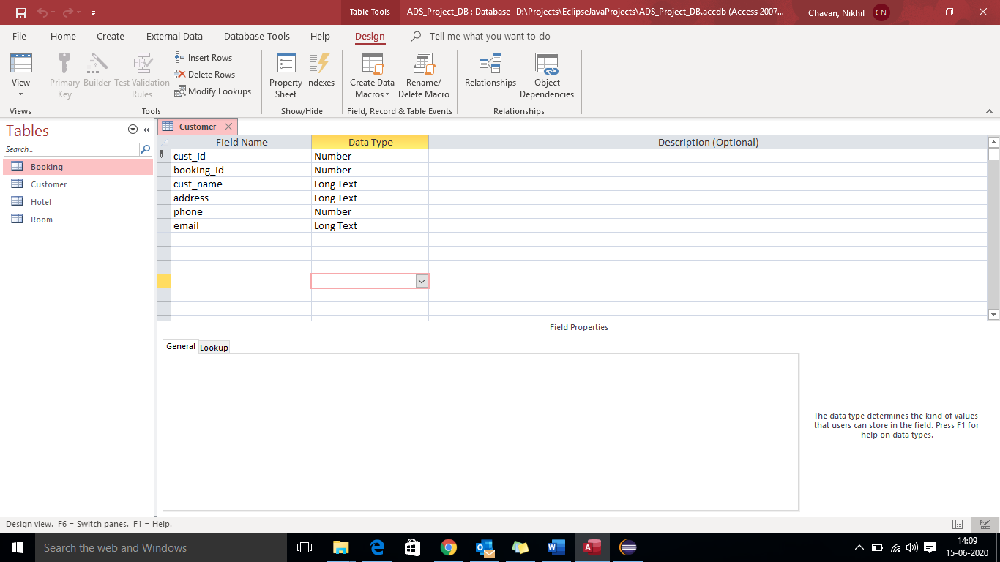 Table Tools
ADS_Project_DB : Database- D:\Projects\EclipseJavaProjects\ADS_Project_DB.accdb (Access 2007...
Chavan, Nikhil
CN
File Home Create External Data Database Tools Help Design Tell me what you want to do
View
Primary Key
Builder
Test Validation Rules
Insert Rows
Delete Rows
Modify Lookups
Property Sheet
Indexes
Create Data Macros
Rename/ Delete Macro
Relationships
Object Dependencies
Views Tools Show/Hide Field, Record & Table Events Relationships
Tables
Search...
Booking
Customer
Hotel
Room
Customer
Field Name Data Type Description (Optional)
cust_id Number
booking_id Number
cust_name Long Text
address Long Text
phone Number
email Long Text
Field Properties
General Lookup
The data type determines the kind of values
that users can store in the field. Press F1 for
help on data types.
Design view. F6 = Switch panes. F1 = Help.
Search the web and Windows
14:09
15-06-2020